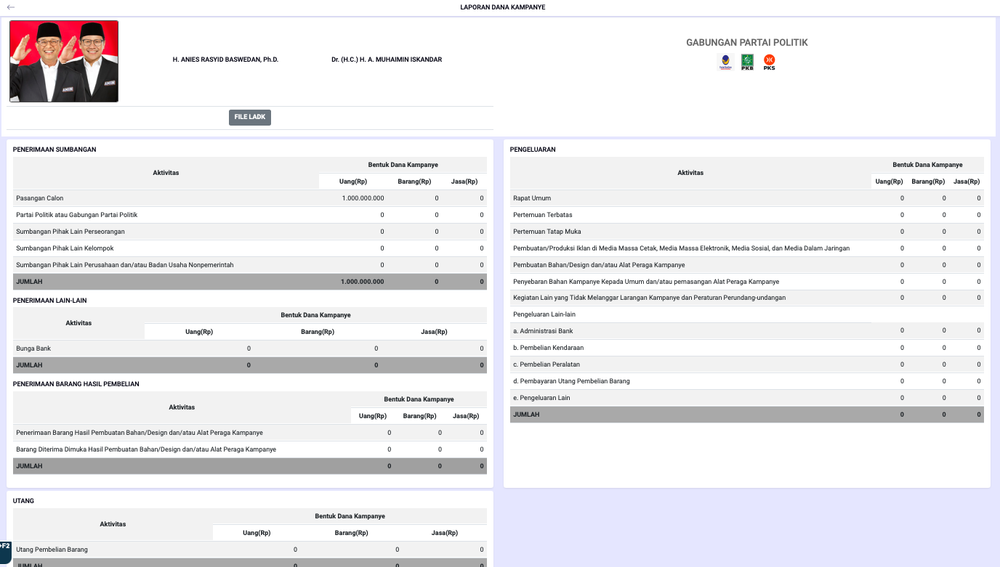 LAPORAN DANA KAMPANYE
AMIN
AMIN
H. ANIES RASYID BASWEDAN, Ph.D.
Dr. (H.C.) H. A. MUHAIMIN ISKANDAR
GABUNGAN PARTAI POLITIK
PKB
PKS
FILE LADK
PENERIMAAN SUMBANGAN
Aktivitas Bentuk Dana Kampanye
Uang(Rp) Barang(Rp) Jasa(Rp)
Pasangan Calon 1.000.000.000 0 0
Partai Politik atau Gabungan Partai Politik 0 0 0
Sumbangan Pihak Lain Perseorangan 0 0 0
Sumbangan Pihak Lain Kelompok 0 0 0
Sumbangan Pihak Lain Perusahaan dan/atau Badan Usaha Nonpemerintah 0 0 0
JUMLAH 1.000.000.000 0 0
PENERIMAAN LAIN-LAIN
Aktivitas Bentuk Dana Kampanye
Uang(Rp) Barang(Rp) Jasa(Rp)
Bunga Bank 0 0 0
JUMLAH 0 0 0
PENERIMAAN BARANG HASIL PEMBELIAN
Aktivitas Bentuk Dana Kampanye
Uang(Rp) Barang(Rp) Jasa(Rp)
Penerimaan Barang Hasil Pembuatan Bahan/Design dan/atau Alat Peraga Kampanye 0 0 0
Barang Diterima Dimuka Hasil Pembuatan Bahan/Design dan/atau Alat Peraga Kampanye 0 0 0
JUMLAH 0 0 0
PENGELUARAN
Aktivitas Bentuk Dana Kampanye
Uang(Rp) Barang(Rp) Jasa(Rp)
Rapat Umum 0 0 0
Pertemuan Terbatas 0 0 0
Pertemuan Tatap Muka 0 0 0
Pembuatan/Produksi Iklan di Media Massa Cetak, Media Massa Elektronik, Media Sosial, dan Media Dalam Jaringan 0 0 0
Pembuatan Bahan/Design dan/atau Alat Peraga Kampanye 0 0 0
Penyebaran Bahan Kampanye Kepada Umum dan/atau pemasangan Alat Peraga Kampanye 0 0 0
Kegiatan Lain yang Tidak Melanggar Larangan Kampanye dan Peraturan Perundang-undangan 0 0 0
Pengeluaran Lain-lain
a. Administrasi Bank 0 0 0
b. Pembelian Kendaraan 0 0 0
c. Pembelian Peralatan 0 0 0
d. Pembayaran Utang Pembelian Barang 0 0 0
e. Pengeluaran Lain 0 0 0
JUMLAH 0 0 0
UTANG
Aktivitas Bentuk Dana Kampanye
Uang(Rp) Barang(Rp) Jasa(Rp)
+F2
Utang Pembelian Barang 0 0 0
JUMLAH 0 0 0